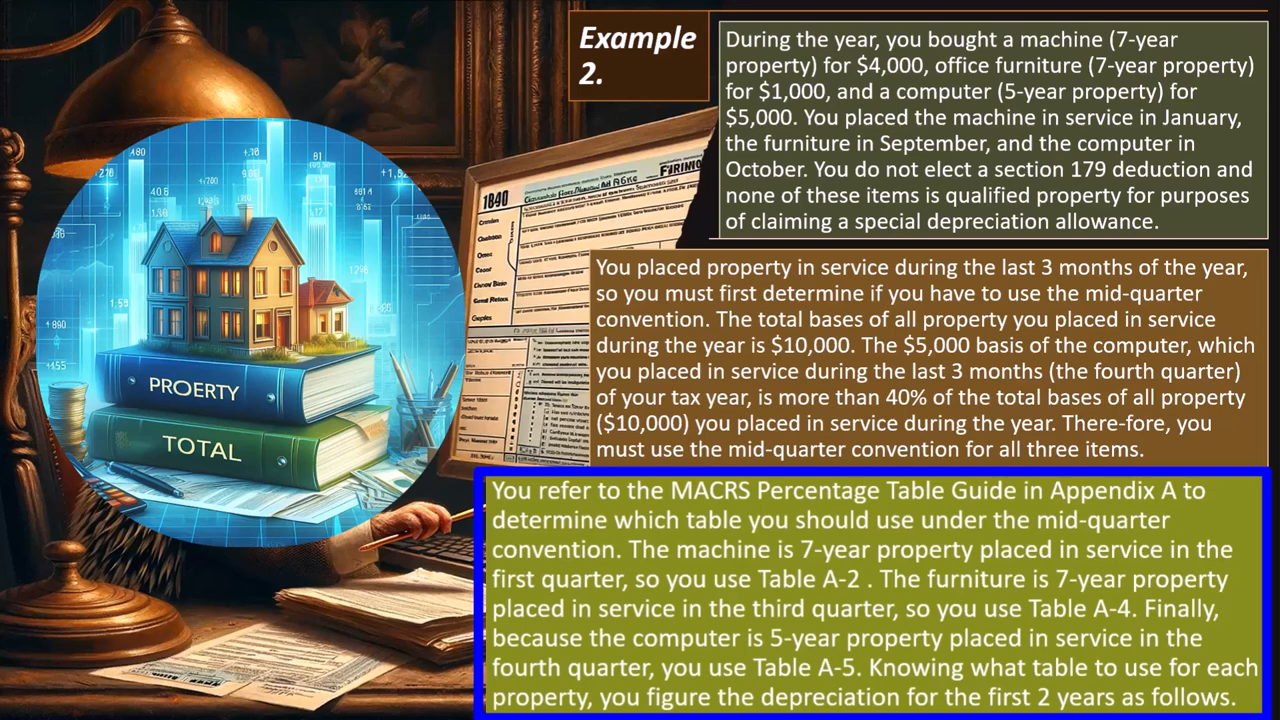 Example
2.
During the year, you bought a machine (7-year
property) for $4,000, office furniture (7-year property)
for $1,000, and a computer (5-year property) for
$5,000. You placed the machine in service in January,
the furniture in September, and the computer in
October. You do not elect a section 179 deduction and
none of these items is qualified property for purposes
of claiming a special depreciation allowance.
You placed property in service during the last 3 months of the year,
so you must first determine if you have to use the mid-quarter
convention. The total bases of all property you placed in service
during the year is $10,000. The $5,000 basis of the computer, which
you placed in service during the last 3 months (the fourth quarter)
of your tax year, is more than 40% of the total bases of all property
($10,000) you placed in service during the year. There-fore, you
must use the mid-quarter convention for all three items.
You refer to the MACRS Percentage Table Guide in Appendix A to
determine which table you should use under the mid-quarter
convention. The machine is 7-year property placed in service in the
first quarter, so you use Table A-2 . The furniture is 7-year property
placed in service in the third quarter, so you use Table A-4. Finally,
because the computer is 5-year property placed in service in the
fourth quarter, you use Table A-5. Knowing what table to use for each
property, you figure the depreciation for the first 2 years as follows.
PROERTY
TOTAL
1840